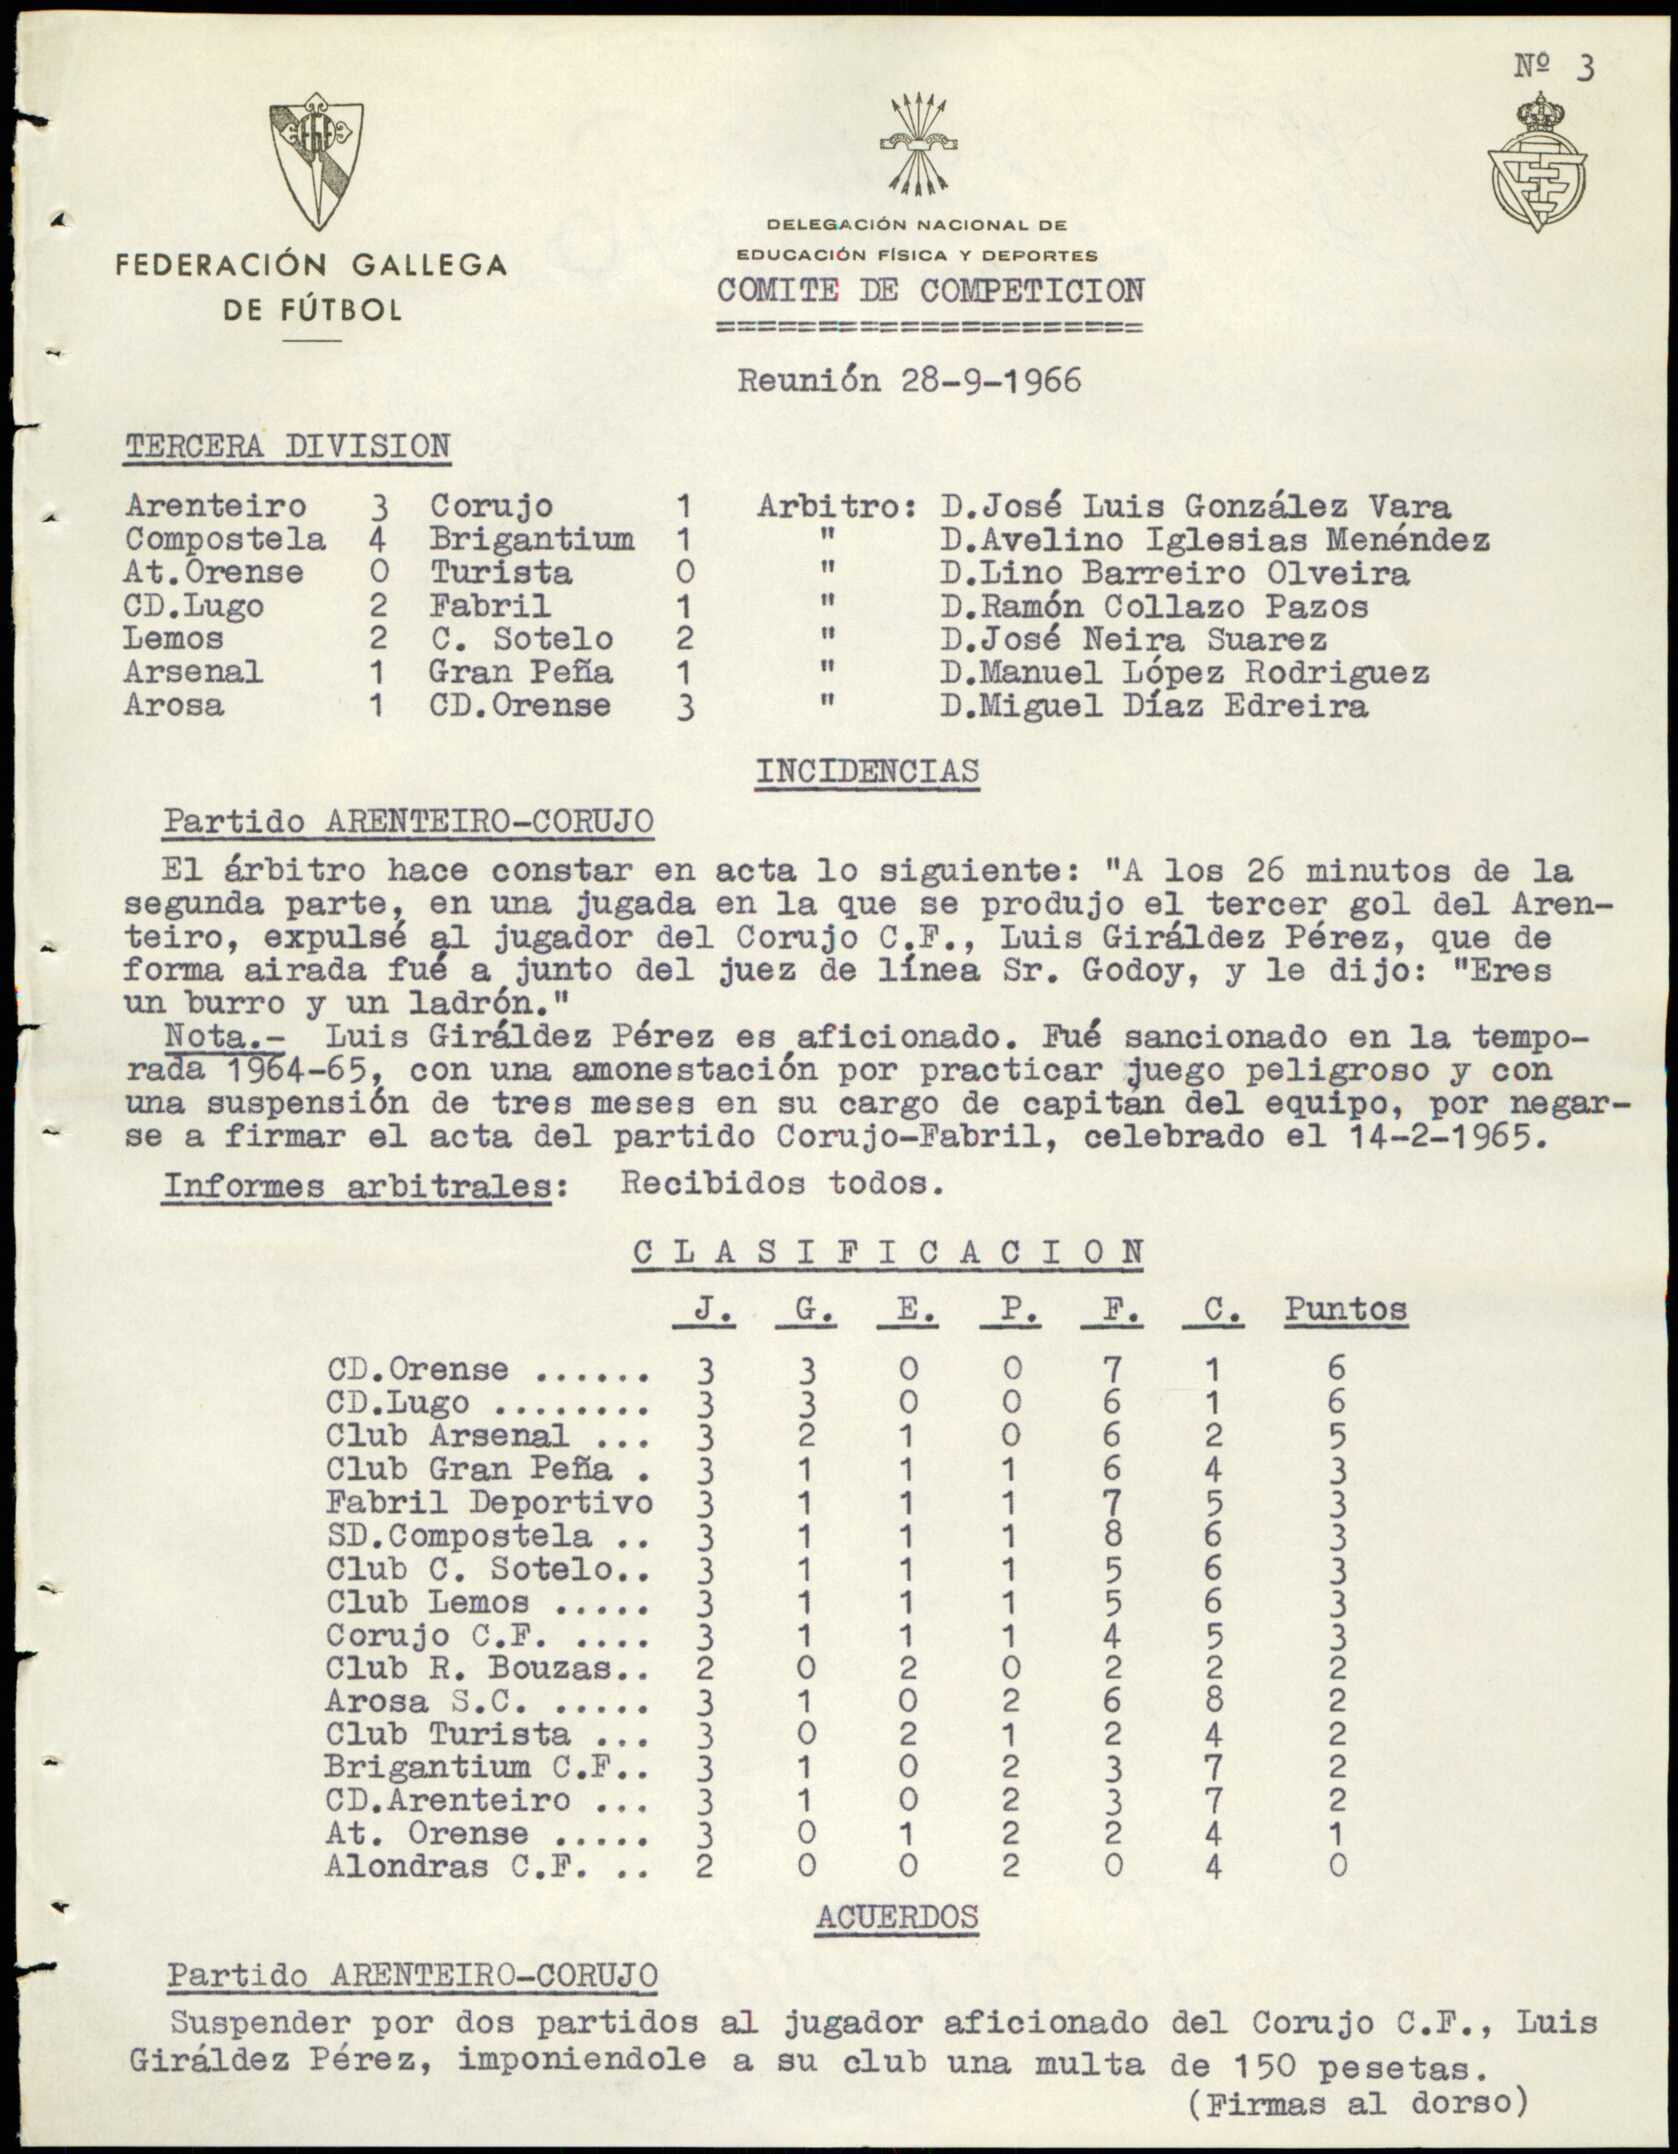 Nº 3
FEDERACIÓN GALLEGA
DE FÚTBOL
DELEGACIÓN NACIONAL DE
EDUCACIÓN FÍSICA Y DEPORTES
COMITE DE COMPETICION
=====================
Reunión 28-9-1966
TERCERA DIVISION
Arenteiro 3 Corujo 1 Arbitro: D.José Luis González Vara
Compostela 4 Brigantium 1 " D.Avelino Iglesias Menéndez
At.Orense 0 Turista 0 " D.Lino Barreiro Olveira
CD.Lugo 2 Fabril 1 " D.Ramón Collazo Pazos
Lemos 2 C. Sotelo 2 " D.José Neira Suarez
Arsenal 1 Gran Peña 1 " D.Manuel López Rodriguez
Arosa 1 CD.Orense 3 " D.Miguel Díaz Edreira
INCIDENCIAS
Partido ARENTEIRO-CORUJO
El árbitro hace constar en acta lo siguiente: "A los 26 minutos de la
segunda parte, en una jugada en la que se produjo el tercer gol del Aren-
teiro, expulsé al jugador del Corujo C.F., Luis Giráldez Pérez, que de
forma airada fué a junto del juez de línea Sr. Godoy, y le dijo: "Eres
un burro y un ladrón."
Nota.- Luis Giráldez Pérez es aficionado. Fué sancionado en la tempo-
rada 1964-65, con una amonestación por practicar juego peligroso y con
una suspensión de tres meses en su cargo de capitán del equipo, por negar-
se a firmar el acta del partido Corujo-Fabril, celebrado el 14-2-1965.
Informes arbitrales: Recibidos todos.
C L A S I F I C A C I O N
J. G. E. P. F. C. Puntos
CD.Orense ...... 3 3 0 0 7 1 6
CD.Lugo ........ 3 3 0 0 6 1 6
Club Arsenal ... 3 2 1 0 6 2 5
Club Gran Peña . 3 1 1 1 6 4 3
Fabril Deportivo 3 1 1 1 7 5 3
SD.Compostela .. 3 1 1 1 8 6 3
Club C. Sotelo.. 3 1 1 1 5 6 3
Club Lemos ..... 3 1 1 1 5 6 3
Corujo C.F. .... 3 1 1 1 4 5 3
Club R. Bouzas.. 2 0 2 0 2 2 2
Arosa S.C. ..... 3 1 0 2 6 8 2
Club Turista ... 3 0 2 1 2 4 2
Brigantium C.F.. 3 1 0 2 3 7 2
CD.Arenteiro ... 3 1 0 2 3 7 2
At. Orense ..... 3 0 1 2 2 4 1
Alondras C.F. .. 2 0 0 2 0 4 0
ACUERDOS
Partido ARENTEIRO-CORUJO
Suspender por dos partidos al jugador aficionado del Corujo C.F., Luis
Giráldez Pérez, imponiendole a su club una multa de 150 pesetas.
(Firmas al dorso)